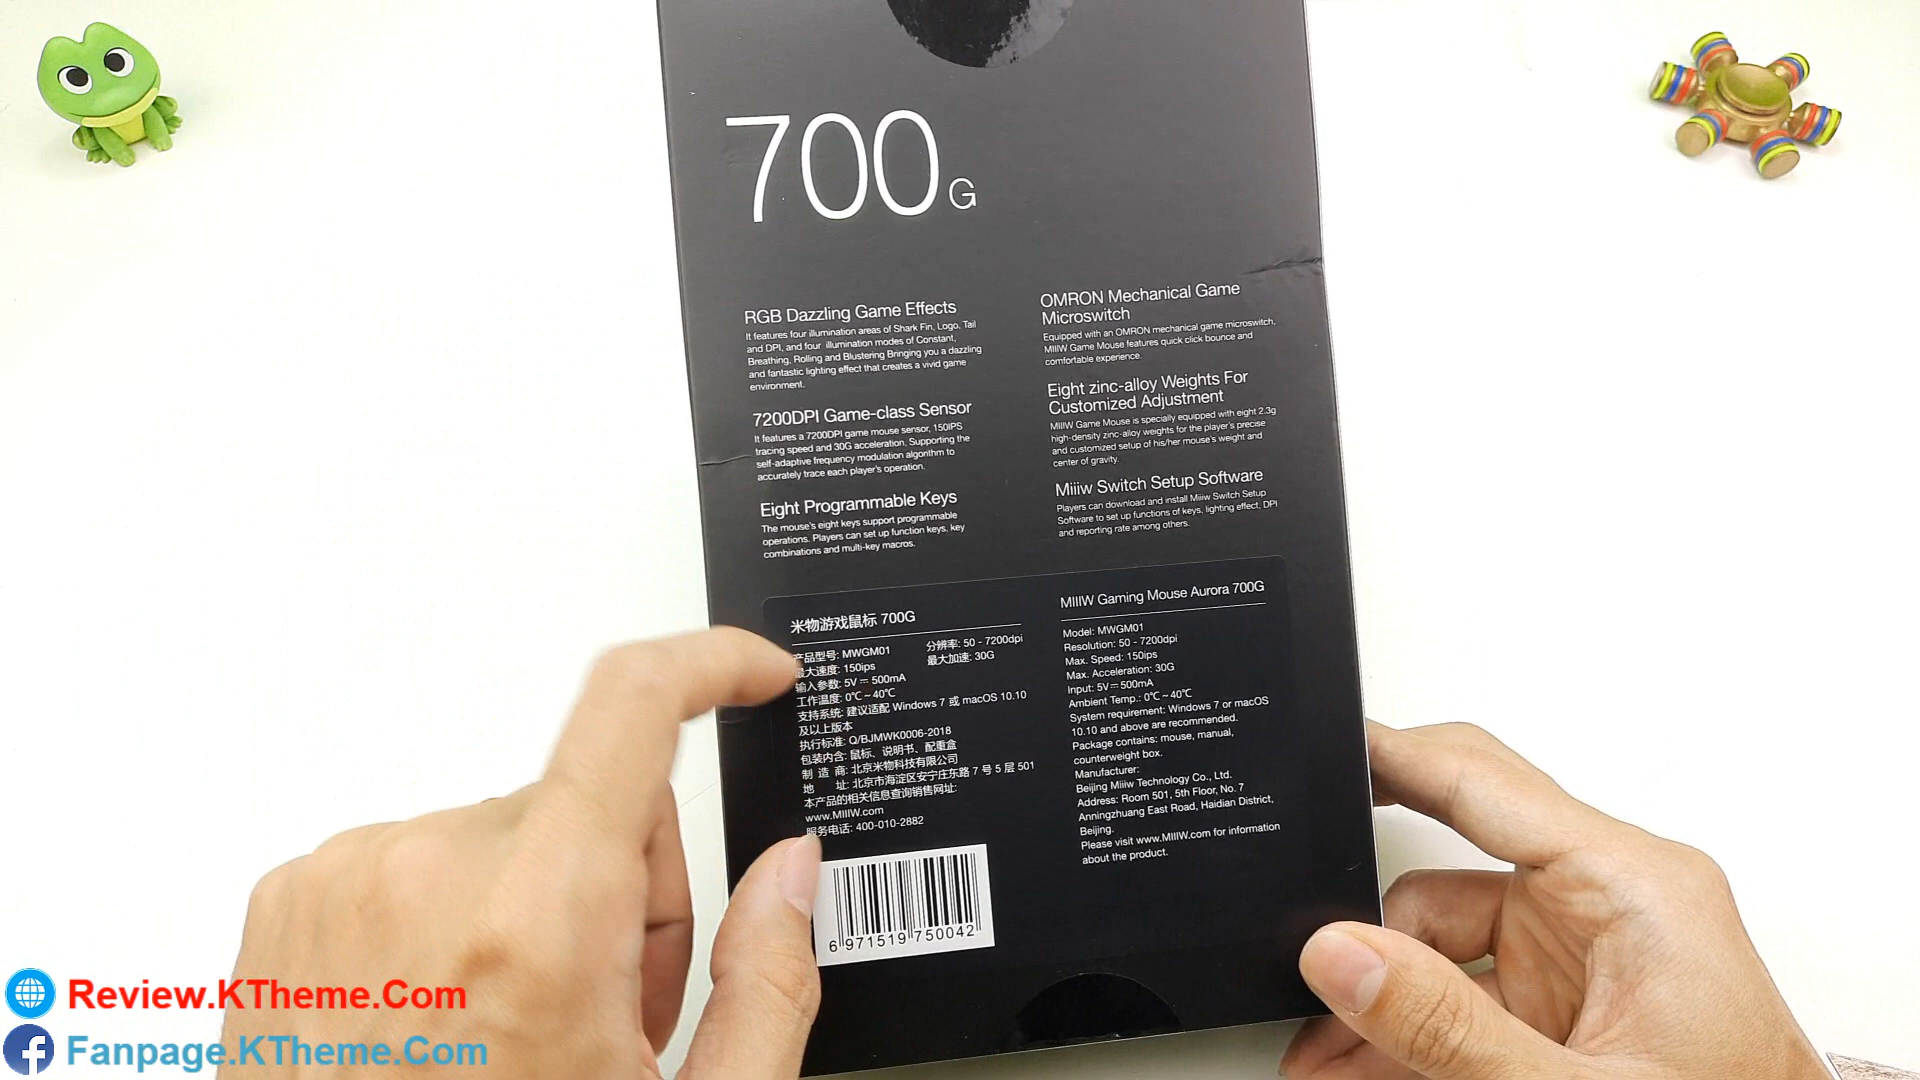 700G
RGB Dazzling Game Effects
It features four illumination areas of Shark Fin, Logo, Tail
and DPI, and four illumination modes of Constant,
Breathing, Rolling and Blustering Bringing you a dazzling
and fantastic lighting effect that creates a vivid game
environment.
7200DPI Game-class Sensor
It features a 7200DPI game mouse sensor, 150IPS
tracing speed and 30G acceleration, Supporting the
self-adaptive frequency modulation algorithm to
accurately trace each player's operation.
Eight Programmable Keys
The mouse's eight keys support programmable
operations. Players can set up function keys, key
combinations and multi-key macros.
OMRON Mechanical Game
Microswitch
Equipped with an OMRON mechanical game microswitch,
MIIIW Game Mouse features quick click bounce and
comfortable experience.
Eight zinc-alloy Weights For
Customized Adjustment
MIIIW Game Mouse is specially equipped with eight 2.3g
high-density zinc-alloy weights for the player's precise
and customized setup of his/her mouse's weight and
center of gravity.
Miiiw Switch Setup Software
Players can download and install Miiiw Switch Setup
Software to set up functions of keys, lighting effect, DPI
and reporting rate among others.
米物游戏鼠标 700G
产品型号: MWGM01 分辨率: 50 - 7200dpi
最大速度: 150ips 最大加速: 30G
输入参数: 5V⎓500mA
工作温度: 0℃~40℃
支持系统: 建议适配 Windows 7 或 macOS 10.10
及以上版本
执行标准: Q/BJMWK0006-2018
包装内含: 鼠标、说明书、配重盒
制 造 商: 北京米物科技有限公司
地 址: 北京市海淀区安宁庄东路 7 号 5 层 501
本产品的相关信息查询销售网址:
www.MIIIW.com
服务电话: 400-010-2882
6 971519 750042
MIIIW Gaming Mouse Aurora 700G
Model: MWGM01
Resolution: 50 - 7200dpi
Max. Speed: 150ips
Max. Acceleration: 30G
Input: 5V⎓500mA
Ambient Temp.: 0℃~40℃
System requirement: Windows 7 or macOS
10.10 and above are recommended.
Package contains: mouse, manual,
counterweight box.
Manufacturer:
Beijing Miiiw Technology Co., Ltd.
Address: Room 501, 5th Floor, No. 7
Anningzhuang East Road, Haidian District,
Beijing.
Please visit www.MIIIW.com for information
about the product.
Review.KTheme.Com
Fanpage.KTheme.Com